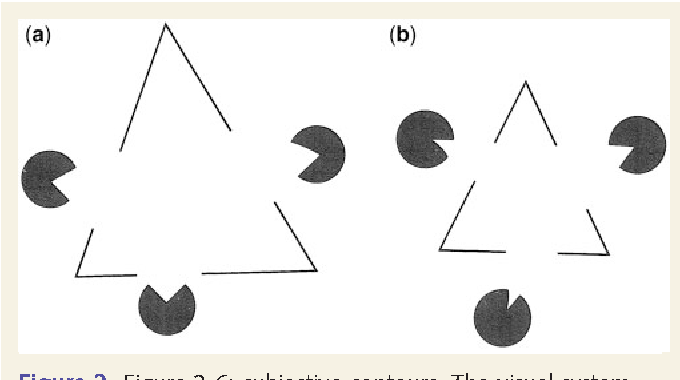 (a)
(b)
Figure 2. Figure 2-6: subjective contours. The visual system